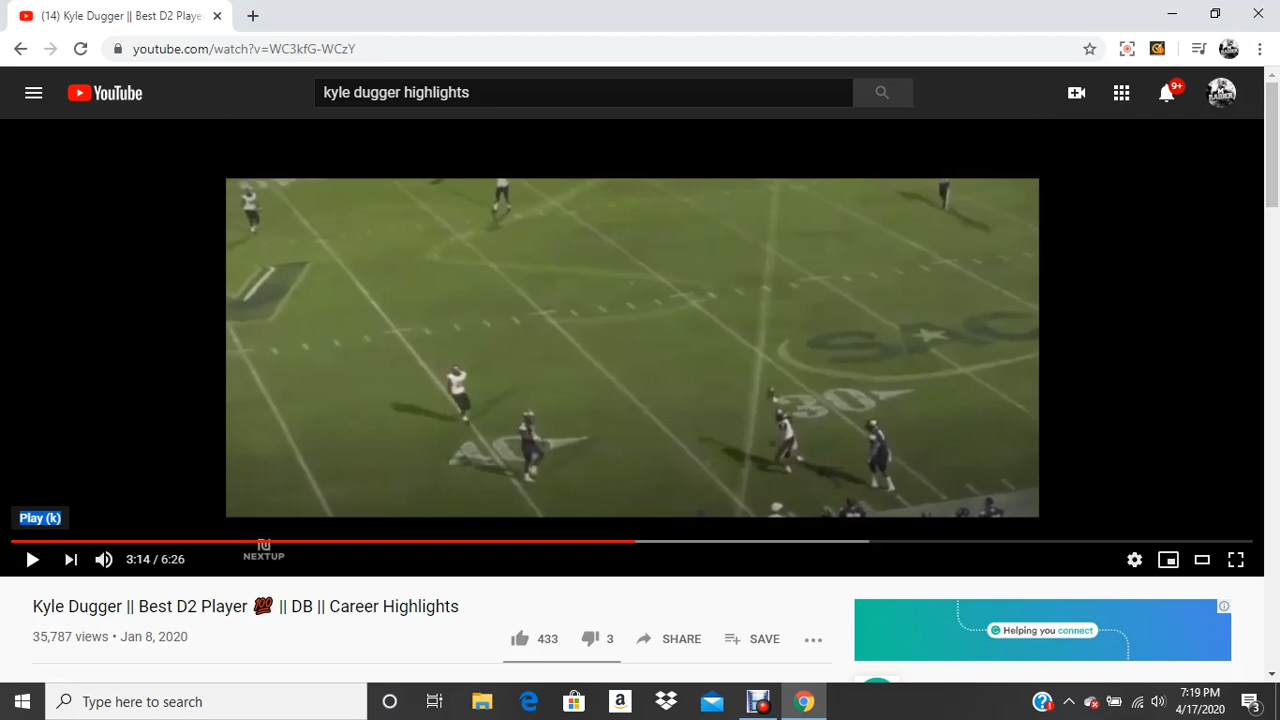 (14) Kyle Dugger || Best D2 Playe
youtube.com/watch?v=WC3kfG-WCzY
YouTube
kyle dugger highlights
9+
SAC
30
Play (k)
3:14 / 6:26
NEXTUP
Kyle Dugger || Best D2 Player 💯 || DB || Career Highlights
35,787 views • Jan 8, 2020
433
3
SHARE
SAVE
Helping you connect
Type here to search
7:19 PM
4/17/2020
3